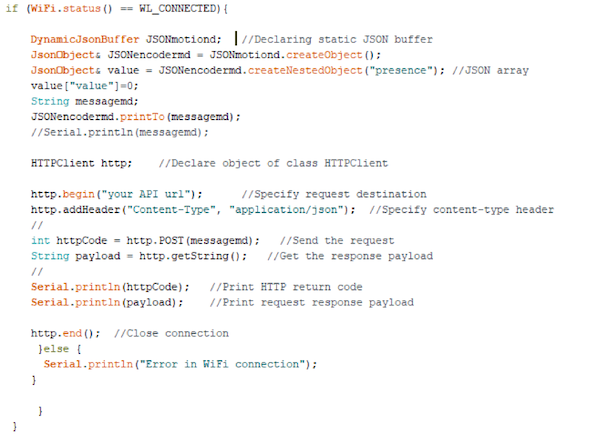 if (WiFi.status() == WL_CONNECTED){
DynamicJsonBuffer JSONmotiond; //Declaring static JSON buffer
JsonObject& JSONencodermd = JSONmotiond.createObject();
JsonObject& value = JSONencodermd.createNestedObject("presence"); //JSON array
value["value"]=0;
String messagemd;
JSONencodermd.printTo(messagemd);
//Serial.println(messagemd);
HTTPClient http; //Declare object of class HTTPClient
http.begin("your API url"); //Specify request destination
http.addHeader("Content-Type", "application/json"); //Specify content-type header
//
int httpCode = http.POST(messagemd); //Send the request
String payload = http.getString(); //Get the response payload
//
Serial.println(httpCode); //Print HTTP return code
Serial.println(payload); //Print request response payload
http.end(); //Close connection
}else {
Serial.println("Error in WiFi connection");
}
}
}